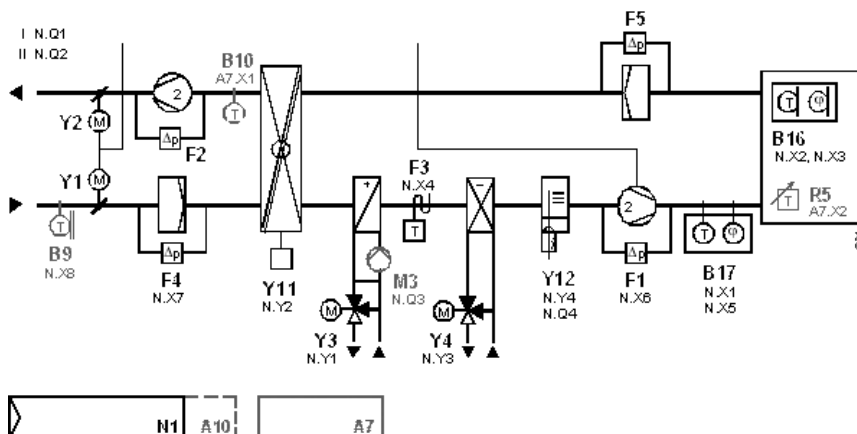 I N.Q1
II N.Q2
B10
A7.X1
F5
Δp
2
Y2
M
Δp
F2
T
T
φ
B16
N.X2, N.X3
Y1
M
F3
N.X4
+
−
R5
A7.X2
T
T
B9
N.X8
Δp
F4
N.X7
Y11
N.Y2
T
M3
N.Q3
2
Y12
N.Y4
N.Q4
Δp
F1
N.X6
T
φ
B17
N.X1
N.X5
M
Y3
N.Y1
M
Y4
N.Y3
N1
A10
A7